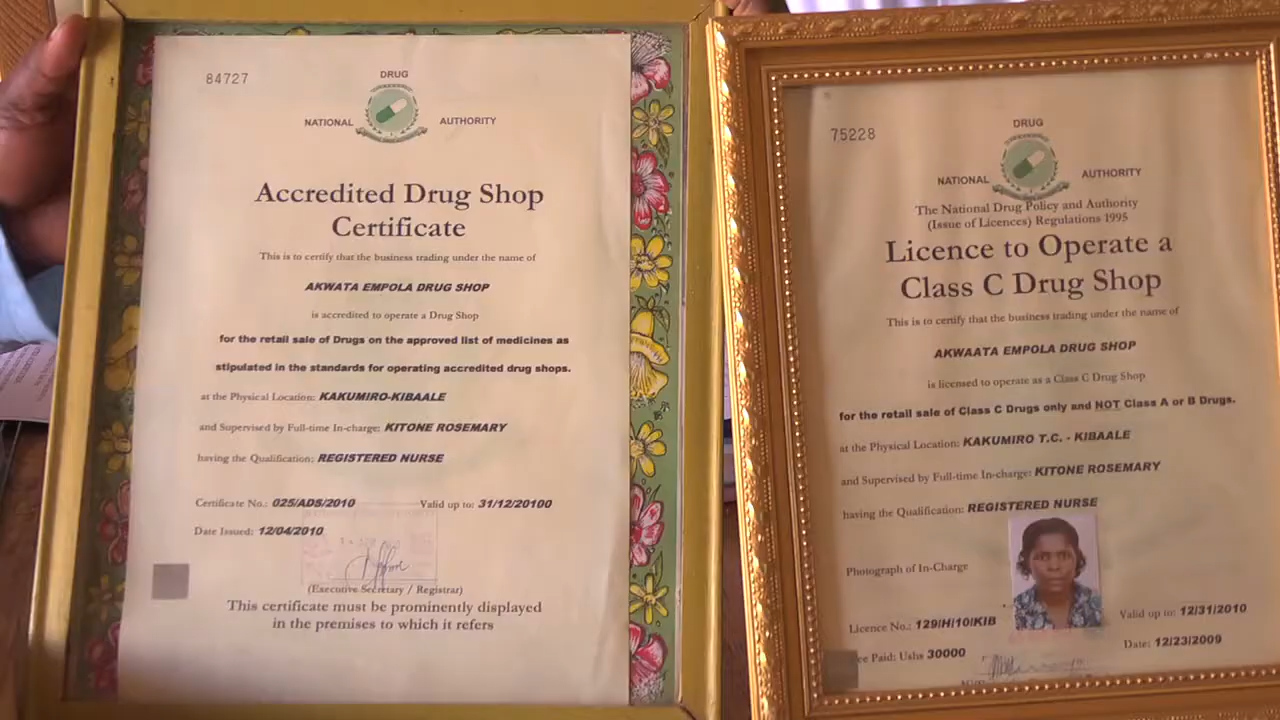 84727
DRUG
NATIONAL AUTHORITY
Accredited Drug Shop
Certificate
This is to certify that the business trading under the name of
AKWATA EMPOLA DRUG SHOP
is accredited to operate a Drug Shop
for the retail sale of Drugs on the approved list of medicines as
stipulated in the standards for operating accredited drug shops.
at the Physical Location: KAKUMIRO-KIBAALE
and Supervised by Full-time In-charge: KITONE ROSEMARY
having the Qualification: REGISTERED NURSE
Certificate No.: 025/ADS/2010 Valid up to: 31/12/20100
Date Issued: 12/04/2010
(Executive Secretary / Registrar)
This certificate must be prominently displayed
in the premises to which it refers
75228
DRUG
NATIONAL AUTHORITY
The National Drug Policy and Authority
(Issue of Licences) Regulations 1995
Licence to Operate a
Class C Drug Shop
This is to certify that the business trading under the name of
AKWAATA EMPOLA DRUG SHOP
is licensed to operate as a Class C Drug Shop
for the retail sale of Class C Drugs only and NOT Class A or B Drugs.
at the Physical Location: KAKUMIRO T.C. - KIBAALE
and Supervised by Full-time In-charge: KITONE ROSEMARY
having the Qualification: REGISTERED NURSE
Photograph of In-Charge
Licence No.: 129/H/10/KIB Valid up to: 12/31/2010
ee Paid: Ushs 30000 Date: 12/23/2009